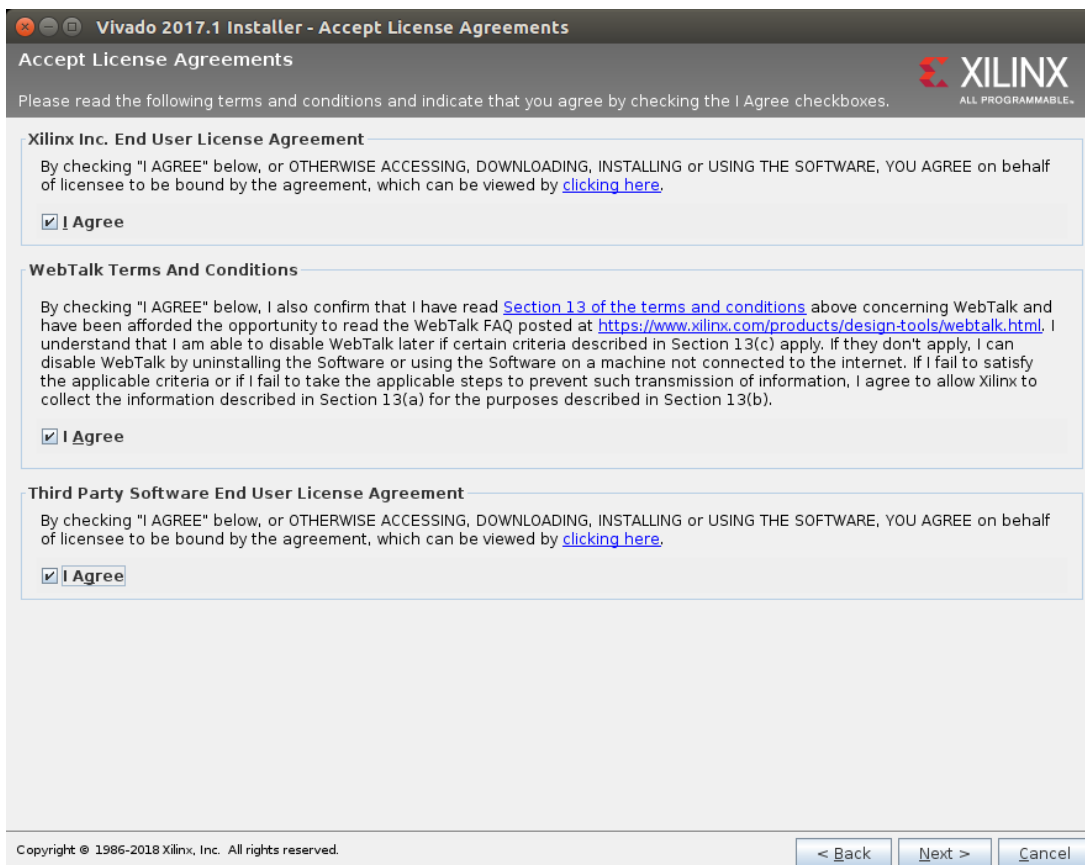 Vivado 2017.1 Installer - Accept License Agreements
Accept License Agreements
XILINX
ALL PROGRAMMABLE™
Please read the following terms and conditions and indicate that you agree by checking the I Agree checkboxes.
Xilinx Inc. End User License Agreement
By checking "I AGREE" below, or OTHERWISE ACCESSING, DOWNLOADING, INSTALLING or USING THE SOFTWARE, YOU AGREE on behalf
of licensee to be bound by the agreement, which can be viewed by clicking here.
I Agree
WebTalk Terms And Conditions
By checking "I AGREE" below, I also confirm that I have read Section 13 of the terms and conditions above concerning WebTalk and
have been afforded the opportunity to read the WebTalk FAQ posted at https://www.xilinx.com/products/design-tools/webtalk.html. I
understand that I am able to disable WebTalk later if certain criteria described in Section 13(c) apply. If they don't apply, I can
disable WebTalk by uninstalling the Software or using the Software on a machine not connected to the internet. If I fail to satisfy
the applicable criteria or if I fail to take the applicable steps to prevent such transmission of information, I agree to allow Xilinx to
collect the information described in Section 13(a) for the purposes described in Section 13(b).
I Agree
Third Party Software End User License Agreement
By checking "I AGREE" below, or OTHERWISE ACCESSING, DOWNLOADING, INSTALLING or USING THE SOFTWARE, YOU AGREE on behalf
of licensee to be bound by the agreement, which can be viewed by clicking here.
I Agree
Copyright © 1986-2018 Xilinx, Inc. All rights reserved.
< Back
Next >
Cancel